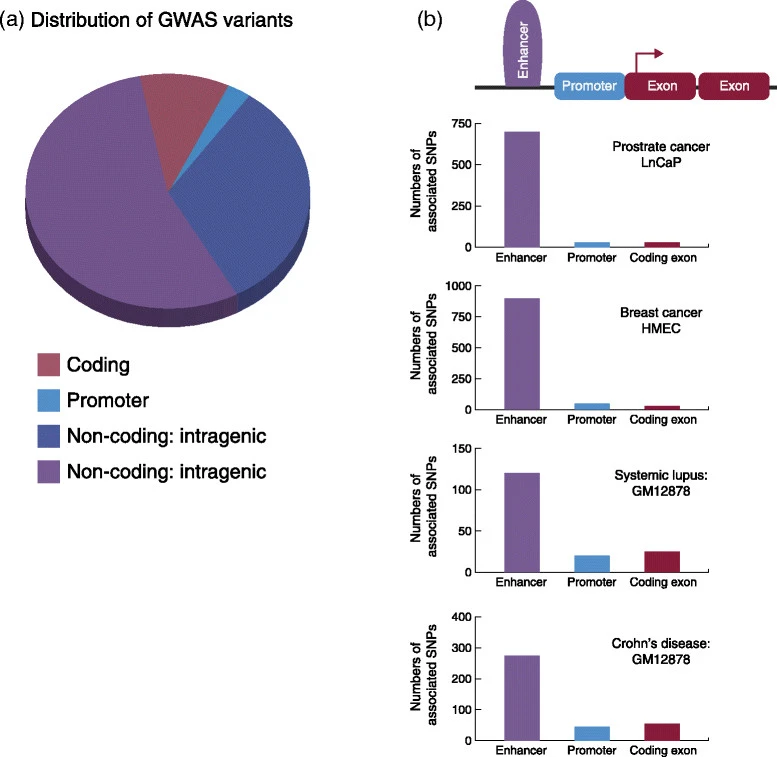 (a) Distribution of GWAS variants
Coding
Promoter
Non-coding: intragenic
Non-coding: intragenic
(b)
Enhancer
Promoter
Exon
Exon
Numbers of
associated SNPs
750
500
250
0
Prostrate cancer
LnCaP
Enhancer
Promoter
Coding exon
Numbers of
associated SNPs
1000
750
500
250
0
Breast cancer
HMEC
Enhancer
Promoter
Coding exon
Numbers of
associated SNPs
150
100
50
0
Systemic lupus:
GM12878
Enhancer
Promoter
Coding exon
Numbers of
associated SNPs
400
300
200
100
0
Crohn's disease:
GM12878
Enhancer
Promoter
Coding exon